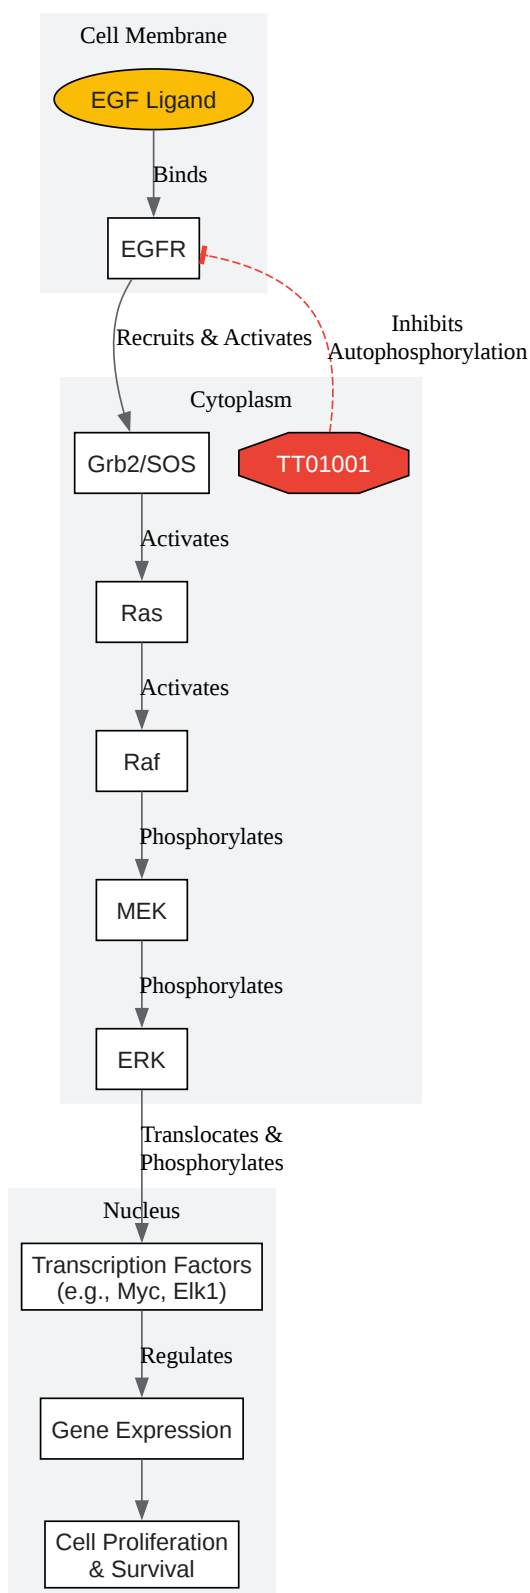 Cell Membrane
EGF Ligand
Binds
EGFR
Recruits & Activates
Inhibits
Autophosphorylation
Cytoplasm
Grb2/SOS
TT01001
Activates
Ras
Activates
Raf
Phosphorylates
MEK
Phosphorylates
ERK
Translocates &
Phosphorylates
Nucleus
Transcription Factors
(e.g., Myc, Elk1)
Regulates
Gene Expression
Cell Proliferation
& Survival